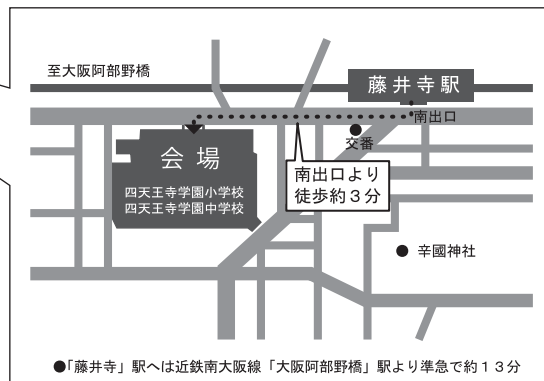 至大阪阿部野橋
藤井寺駅
南出口
交番
会場
四天王寺学園小学校
四天王寺学園中学校
南出口より
徒歩約3分
辛國神社
●「藤井寺」駅へは近鉄南大阪線「大阪阿部野橋」駅より準急で約13分